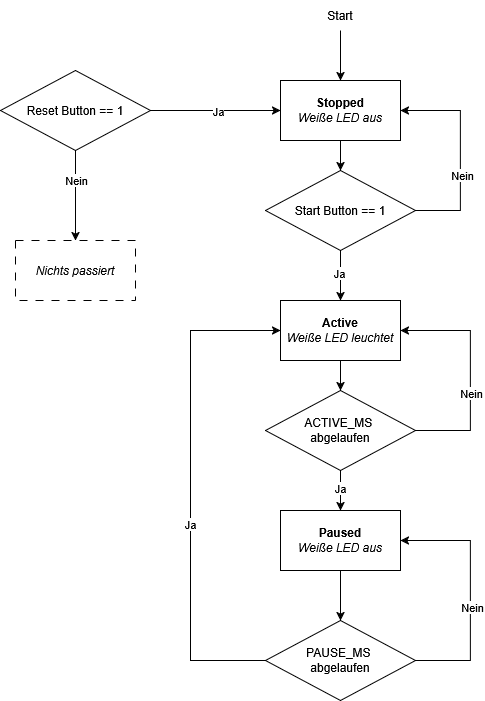 Start
Reset Button == 1
Ja
Stopped
Weiße LED aus
Nein
Nein
Start Button == 1
Nichts passiert
Ja
Active
Weiße LED leuchtet
Nein
ACTIVE_MS
abgelaufen
Ja
Paused
Weiße LED aus
Ja
Nein
PAUSE_MS
abgelaufen